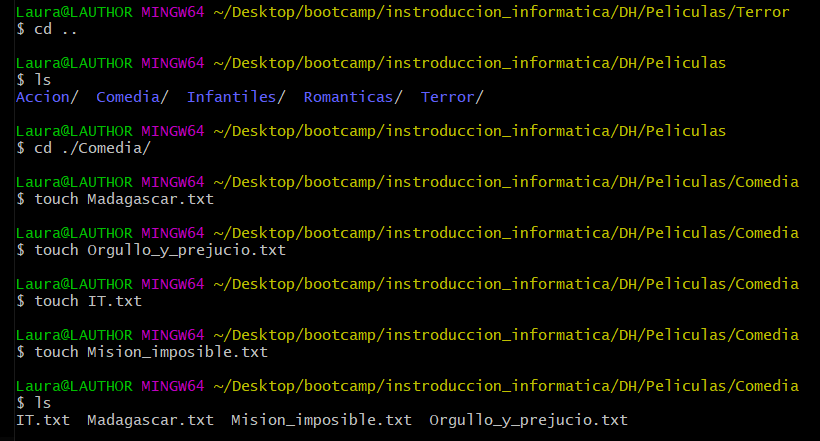 Laura@LAUTHOR MINGW64 ~/Desktop/bootcamp/instroduccion_informatica/DH/Peliculas/Terror
$ cd ..
Laura@LAUTHOR MINGW64 ~/Desktop/bootcamp/instroduccion_informatica/DH/Peliculas
$ ls
Accion/  Comedia/  Infantiles/  Romanticas/  Terror/
Laura@LAUTHOR MINGW64 ~/Desktop/bootcamp/instroduccion_informatica/DH/Peliculas
$ cd ./Comedia/
Laura@LAUTHOR MINGW64 ~/Desktop/bootcamp/instroduccion_informatica/DH/Peliculas/Comedia
$ touch Madagascar.txt
Laura@LAUTHOR MINGW64 ~/Desktop/bootcamp/instroduccion_informatica/DH/Peliculas/Comedia
$ touch Orgullo_y_prejucio.txt
Laura@LAUTHOR MINGW64 ~/Desktop/bootcamp/instroduccion_informatica/DH/Peliculas/Comedia
$ touch IT.txt
Laura@LAUTHOR MINGW64 ~/Desktop/bootcamp/instroduccion_informatica/DH/Peliculas/Comedia
$ touch Mision_imposible.txt
Laura@LAUTHOR MINGW64 ~/Desktop/bootcamp/instroduccion_informatica/DH/Peliculas/Comedia
$ ls
IT.txt  Madagascar.txt  Mision_imposible.txt  Orgullo_y_prejucio.txt